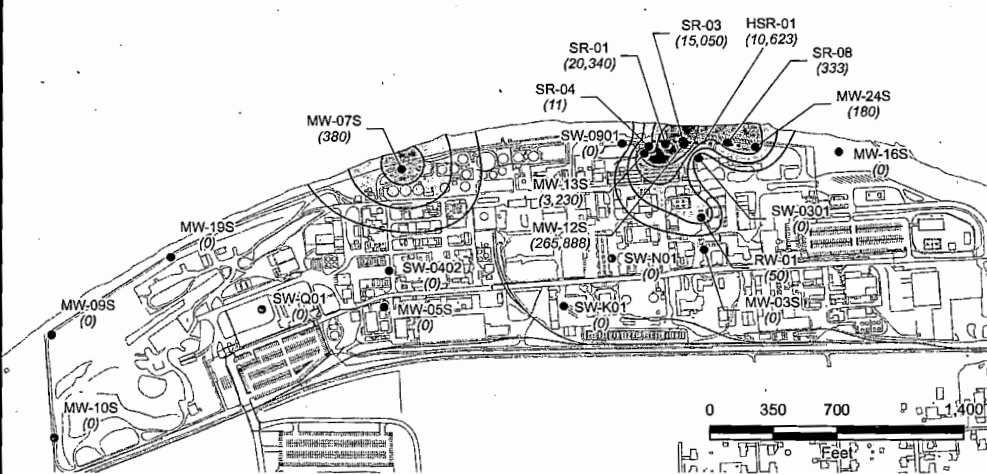 SR-03
(15,050)
HSR-01
(10,623)
SR-01
(20,340)
SR-08
(333)
SR-04
(11)
MW-24S
(180)
MW-07S
(380)
SW-0901
(0)
MW-16S
(0)
MW-13S
(3,230)
SW-0301
(0)
MW-12S
(265,888)
MW-19S
(0)
SW-N01
(0)
RW-01
(50)
SW-0402
(0)
MW-09S
(0)
SW-Q01
(0)
MW-05S
(0)
SW-K01
(0)
MW-03S
(0)
MW-10S
(0)
0 350 700 1,400
Feet